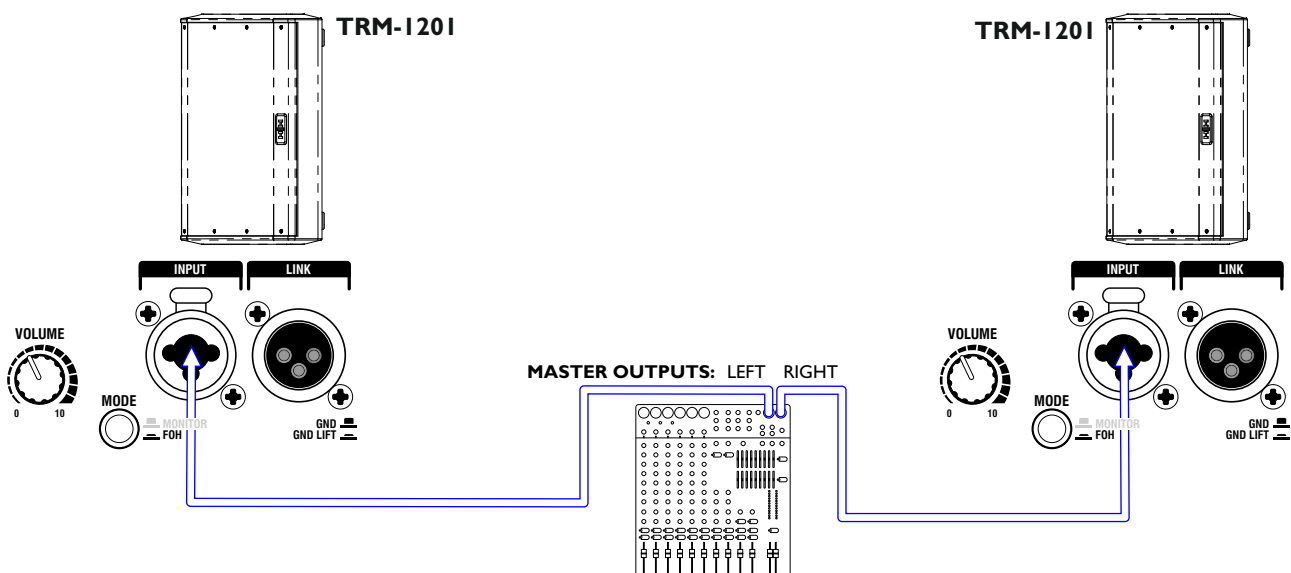 TRM-1201
INPUT LINK
VOLUME
0 10
MODE
MONITOR
FOH
GND
GND LIFT
MASTER OUTPUTS: LEFT RIGHT
TRM-1201
INPUT LINK
VOLUME
0 10
MODE
MONITOR
FOH
GND
GND LIFT